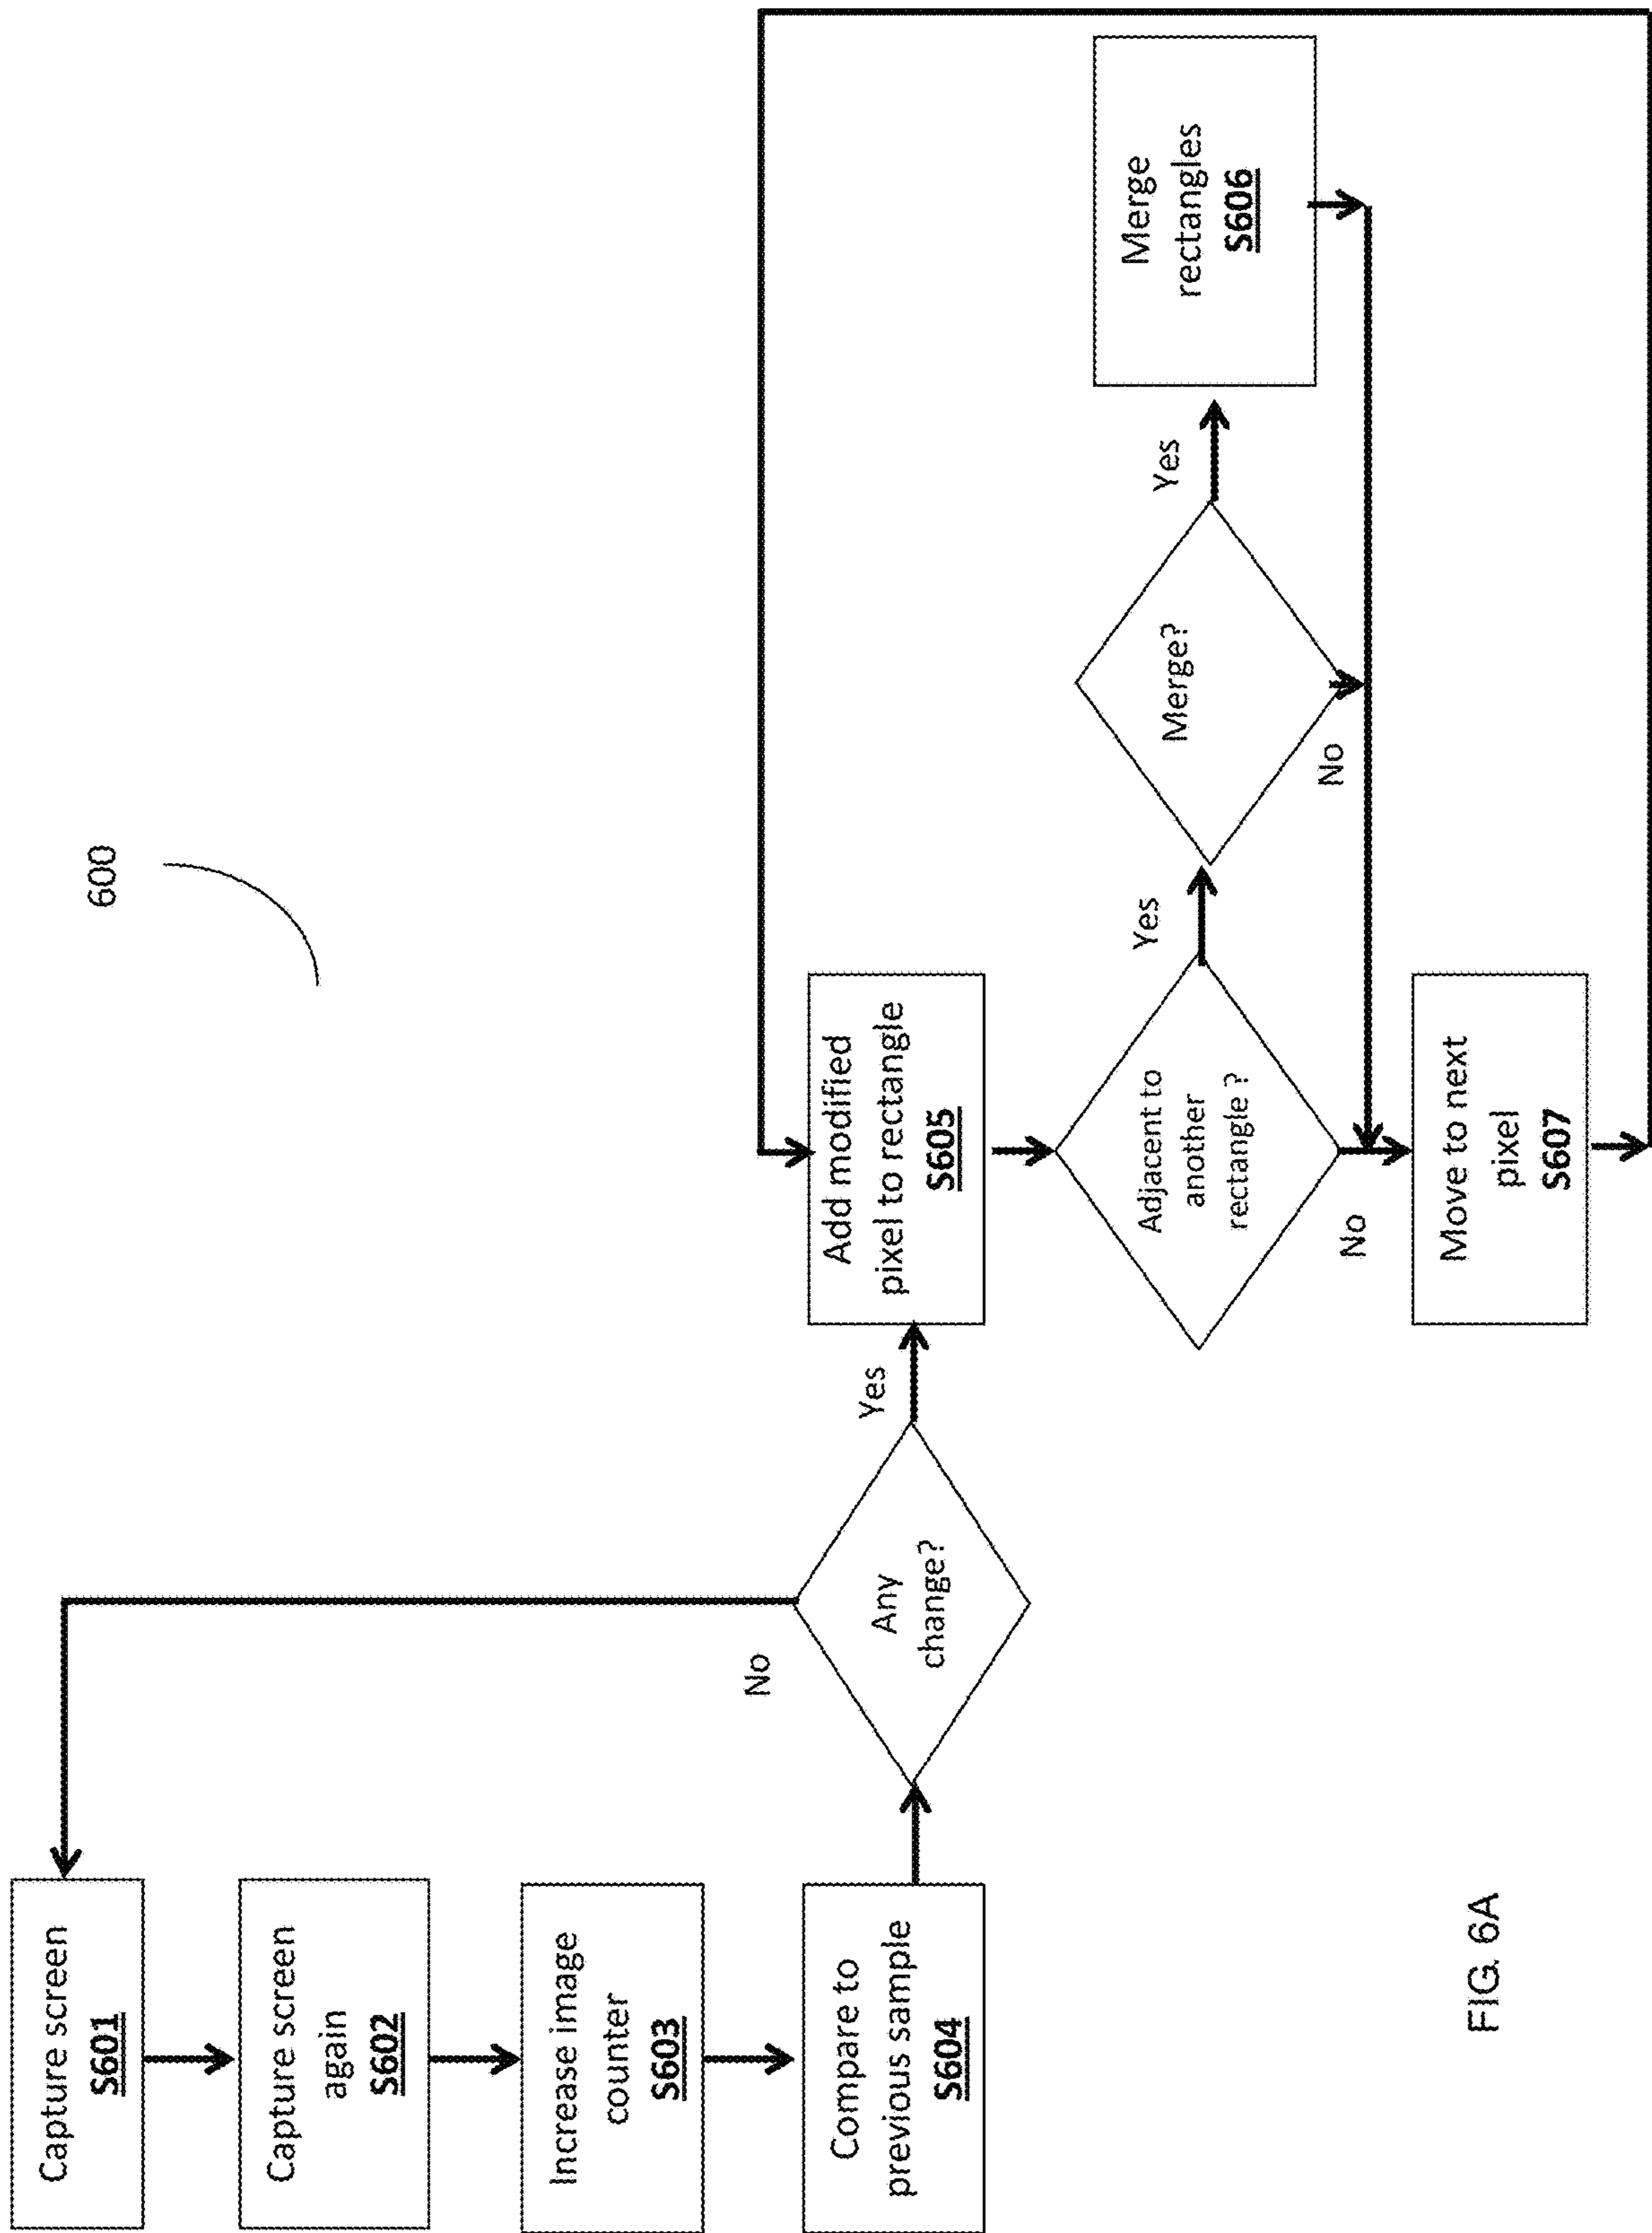 600
Capture screen
S601
Capture screen
again
S602
Increase image
counter
S603
Compare to
previous sample
S604
Any
change?
No
Yes
Add modified
pixel to rectangle
S605
Adjacent to
another
rectangle ?
Yes
No
Merge?
Yes
No
Merge
rectangles
S606
Move to next
pixel
S607
FIG. 6A